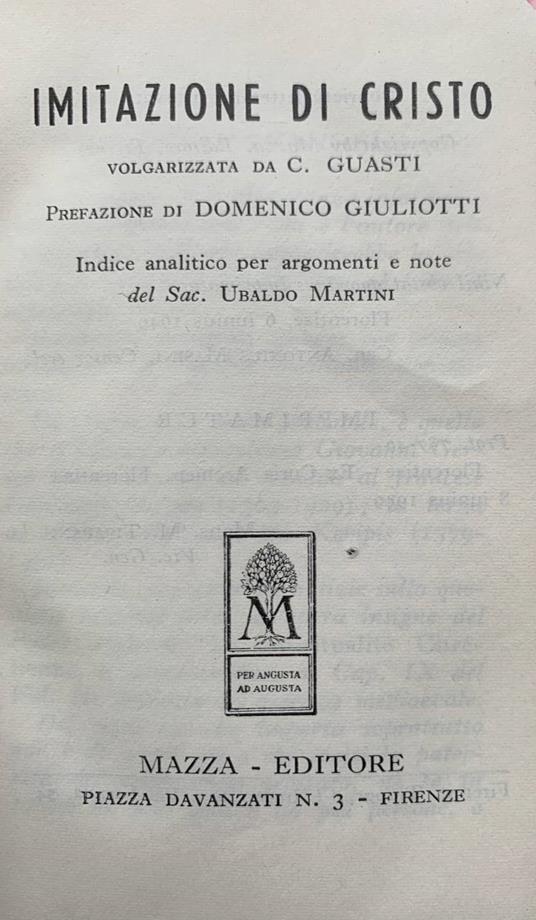 IMITAZIONE DI CRISTO
VOLGARIZZATA DA C. GUASTI
PREFAZIONE DI DOMENICO GIULIOTTI
Indice analitico per argomenti e note
del Sac. UBALDO MARTINI
M
PER ANGUSTA
AD AUGUSTA
MAZZA - EDITORE
PIAZZA DAVANZATI N. 3 - FIRENZE